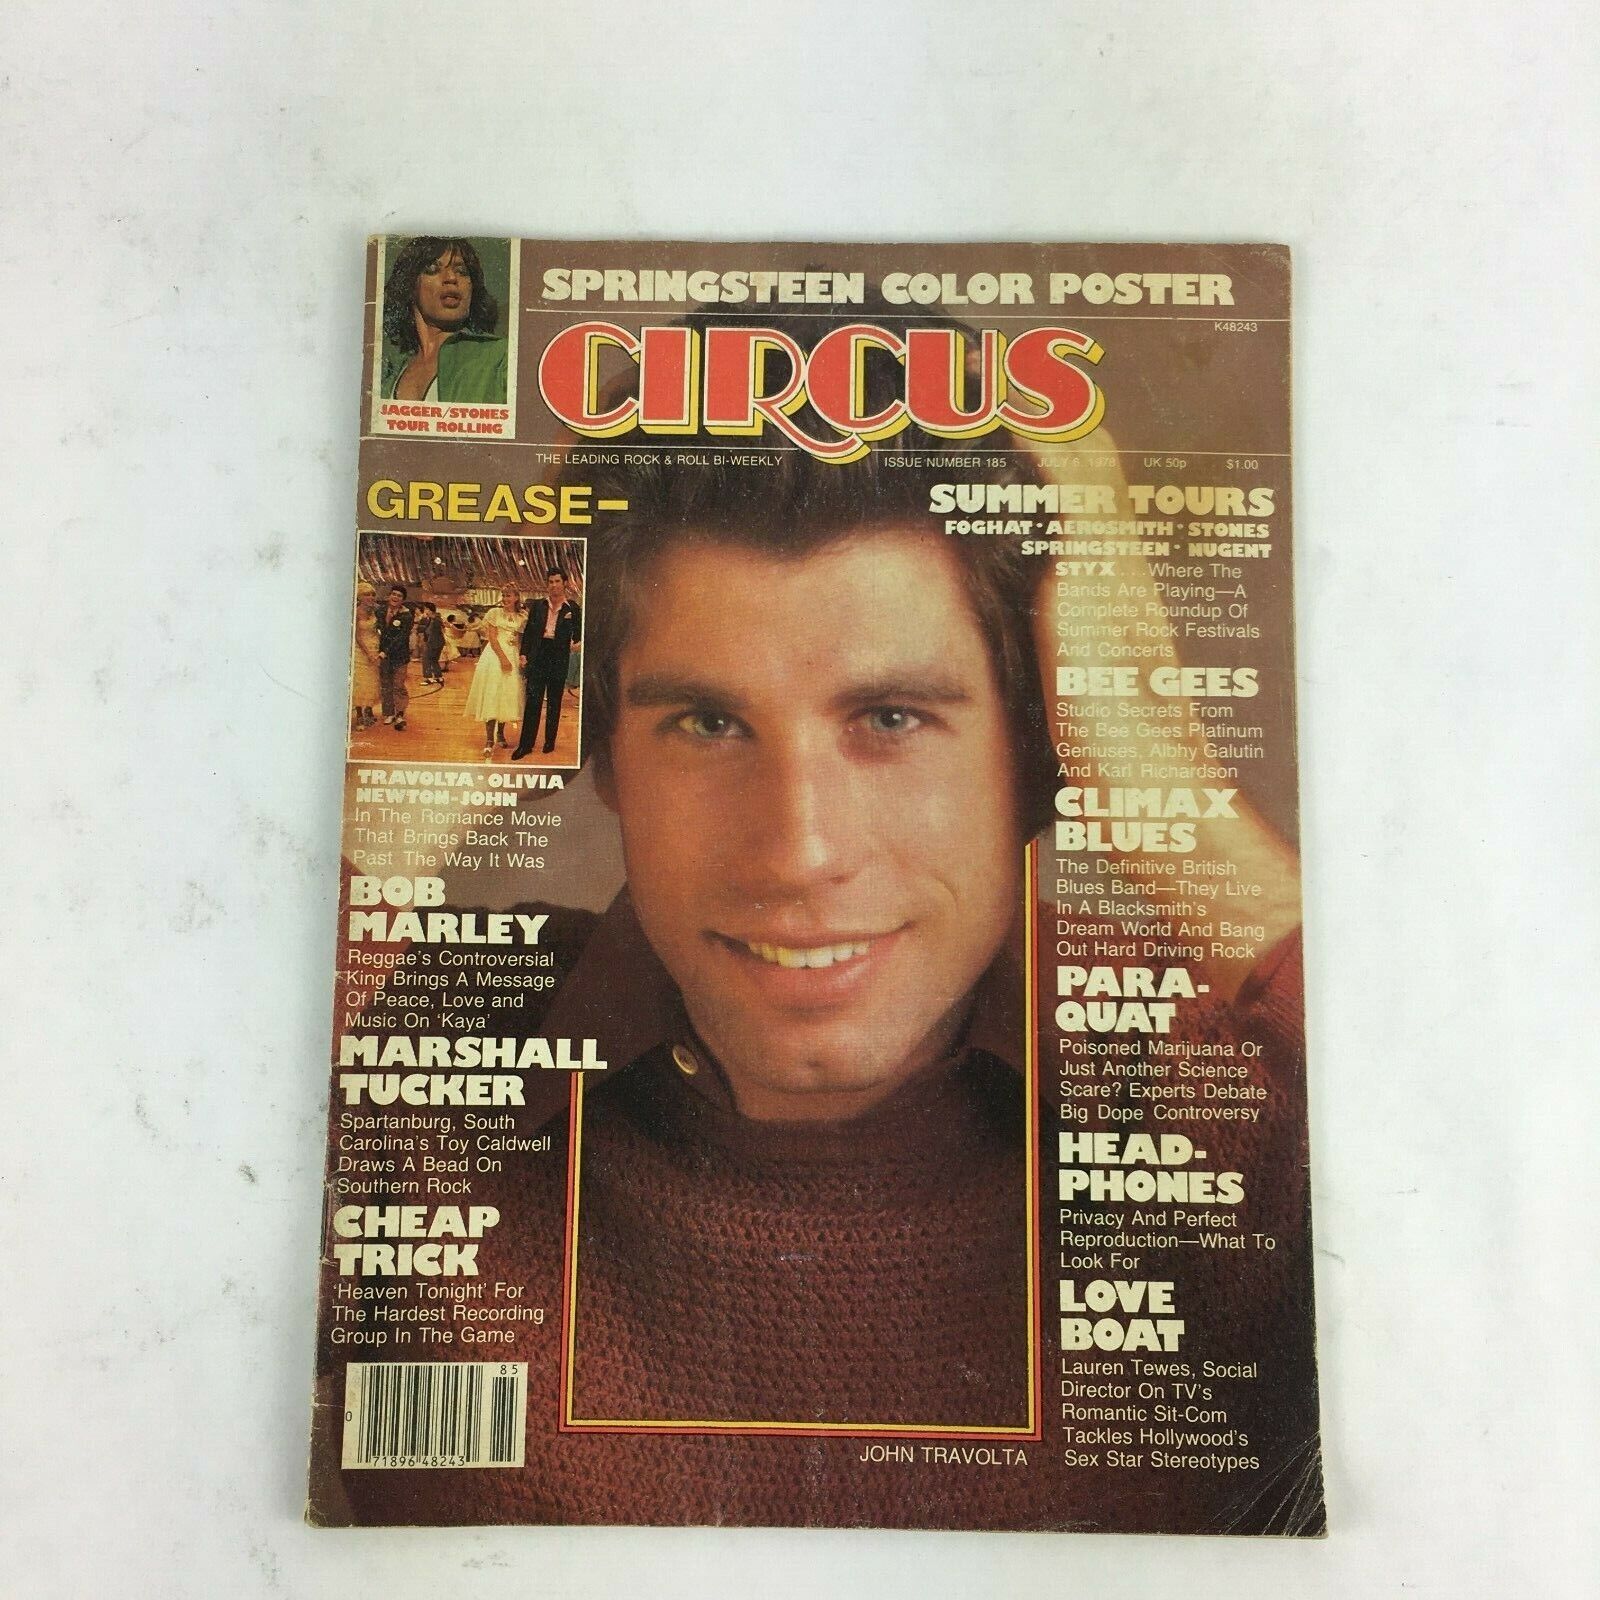 SPRINGSTEEN COLOR POSTER
K48243
CIRCUS
JAGGER/STONES
TOUR ROLLING
THE LEADING ROCK & ROLL BI-WEEKLY ISSUE NUMBER 185 JULY 6, 1978 UK 50p $1.00
GREASE–
TRAVOLTA • OLIVIA
NEWTON-JOHN
In The Romance Movie
That Brings Back The
Past The Way It Was
BOB
MARLEY
Reggae's Controversial
King Brings A Message
Of Peace, Love and
Music On 'Kaya'
MARSHALL
TUCKER
Spartanburg, South
Carolina's Toy Caldwell
Draws A Bead On
Southern Rock
CHEAP
TRICK
'Heaven Tonight' For
The Hardest Recording
Group In The Game
85
0
71896 48243
SUMMER TOURS
FOGHAT • AEROSMITH • STONES
SPRINGSTEEN • NUGENT
STYX . . . Where The
Bands Are Playing—A
Complete Roundup Of
Summer Rock Festivals
And Concerts
BEE GEES
Studio Secrets From
The Bee Gees Platinum
Geniuses, Albhy Galutin
And Karl Richardson
CLIMAX
BLUES
The Definitive British
Blues Band—They Live
In A Blacksmith's
Dream World And Bang
Out Hard Driving Rock
PARA-
QUAT
Poisoned Marijuana Or
Just Another Science
Scare? Experts Debate
Big Dope Controversy
HEAD-
PHONES
Privacy And Perfect
Reproduction—What To
Look For
LOVE
BOAT
Lauren Tewes, Social
Director On TV's
Romantic Sit-Com
Tackles Hollywood's
Sex Star Stereotypes
JOHN TRAVOLTA